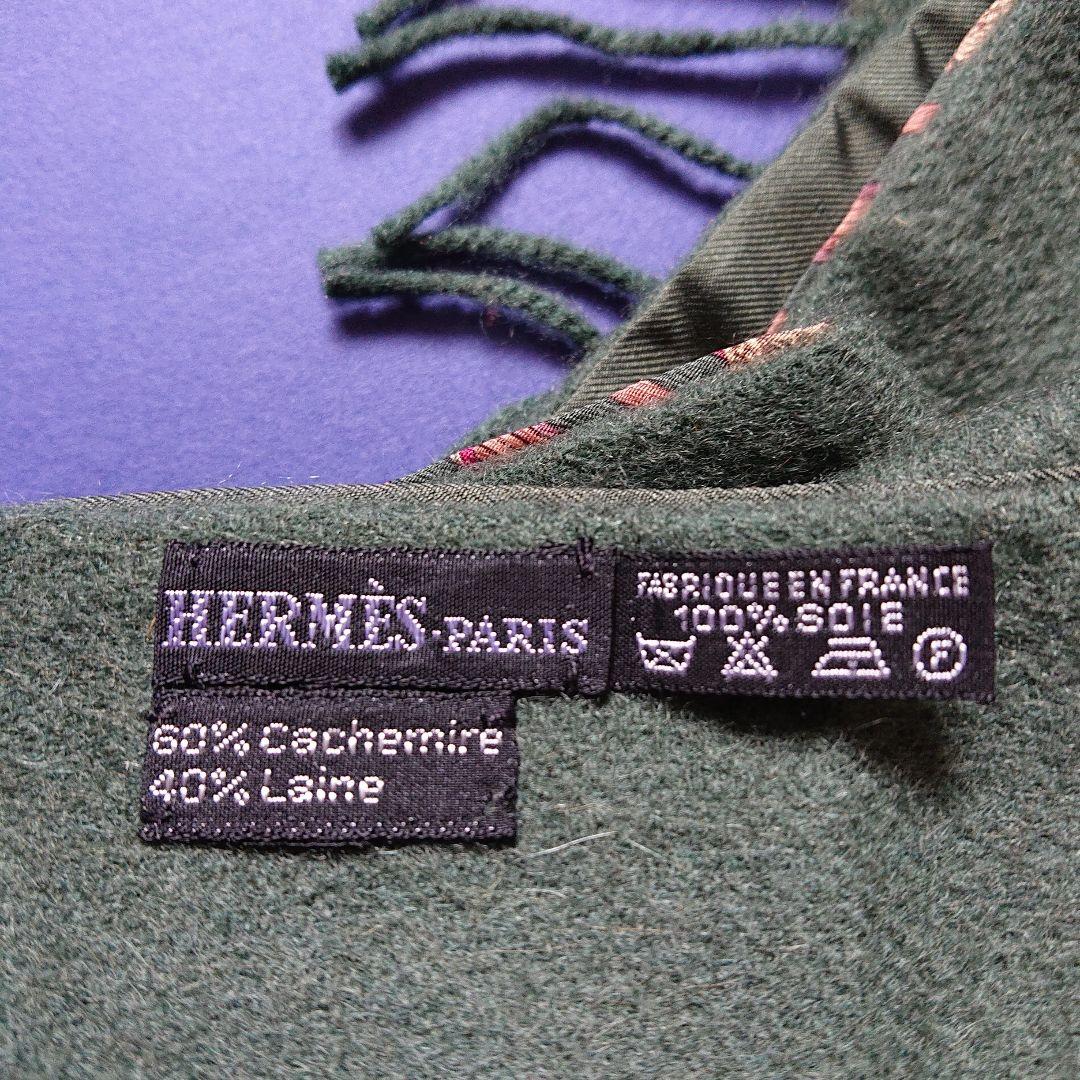 HERMÈS-PARIS
FABRIQUE EN FRANCE
100% SOIE
F
60% Cachemire
40% Laine